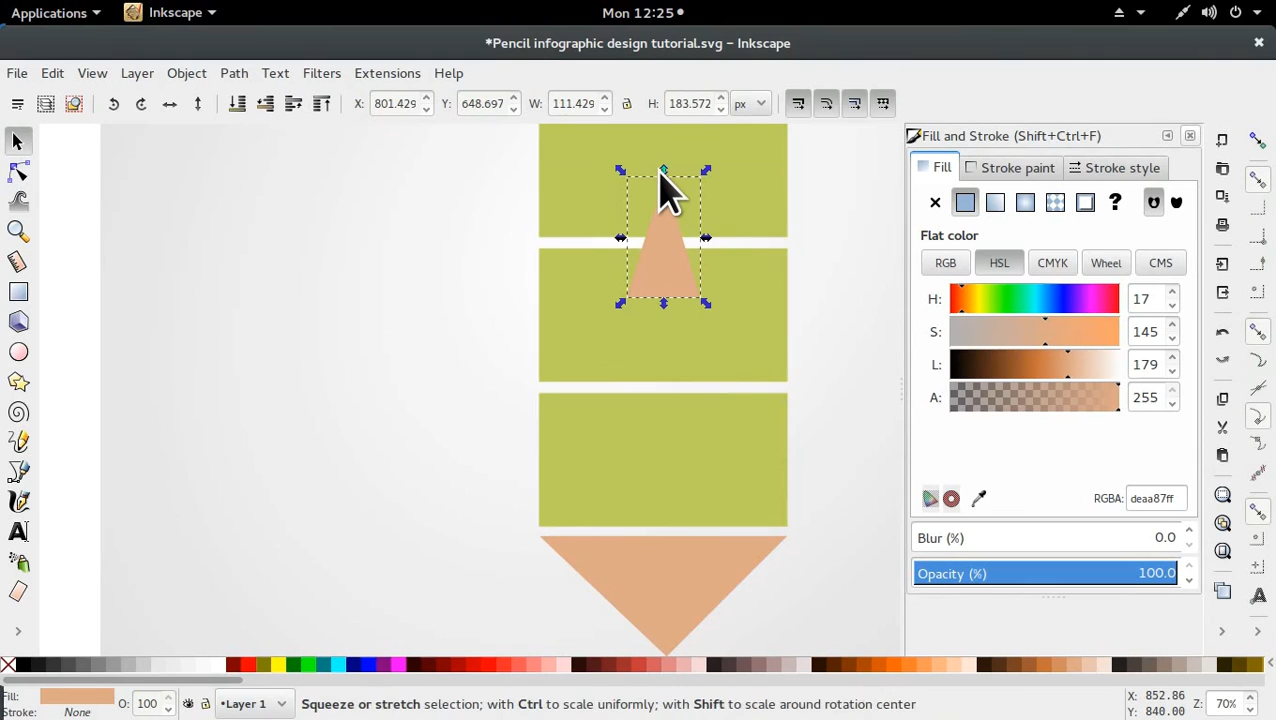 Applications Inkscape Mon 12:25
*Pencil infographic design tutorial.svg – Inkscape
File Edit View Layer Object Path Text Filters Extensions Help
X: 801.429 Y: 648.697 W: 111.429 H: 183.572 px
Fill and Stroke (Shift+Ctrl+F)
Fill Stroke paint Stroke style
?
Flat color
RGB HSL CMYK Wheel CMS
H: 17
S: 145
L: 179
A: 255
RGBA: deaa87ff
Blur (%) 0.0
Opacity (%) 100.0
Fill:
Stroke: None
O: 100
Layer 1
Squeeze or stretch selection; with Ctrl to scale uniformly; with Shift to scale around rotation center
X: 852.86
Y: 840.00
Z: 70%